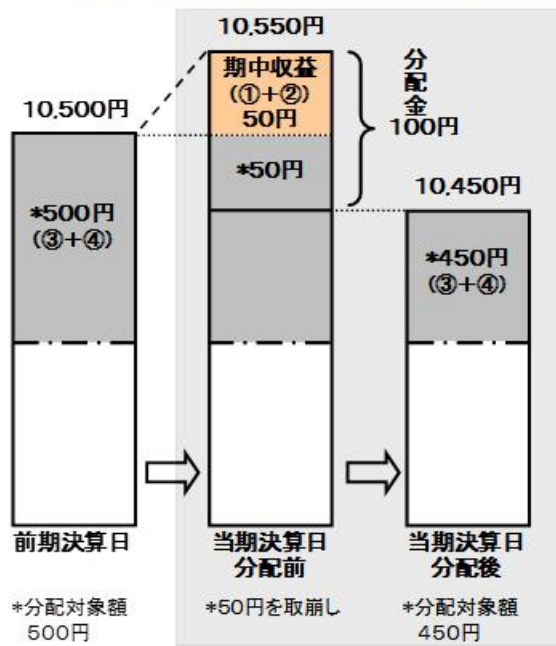 10,550円
期中収益
(①+②)
50円
分配金
100円
10,500円
*50円
10,450円
*500円
(③+④)
*450円
(③+④)
前期決算日
当期決算日
分配前
当期決算日
分配後
*分配対象額
500円
*50円を取崩し
*分配対象額
450円